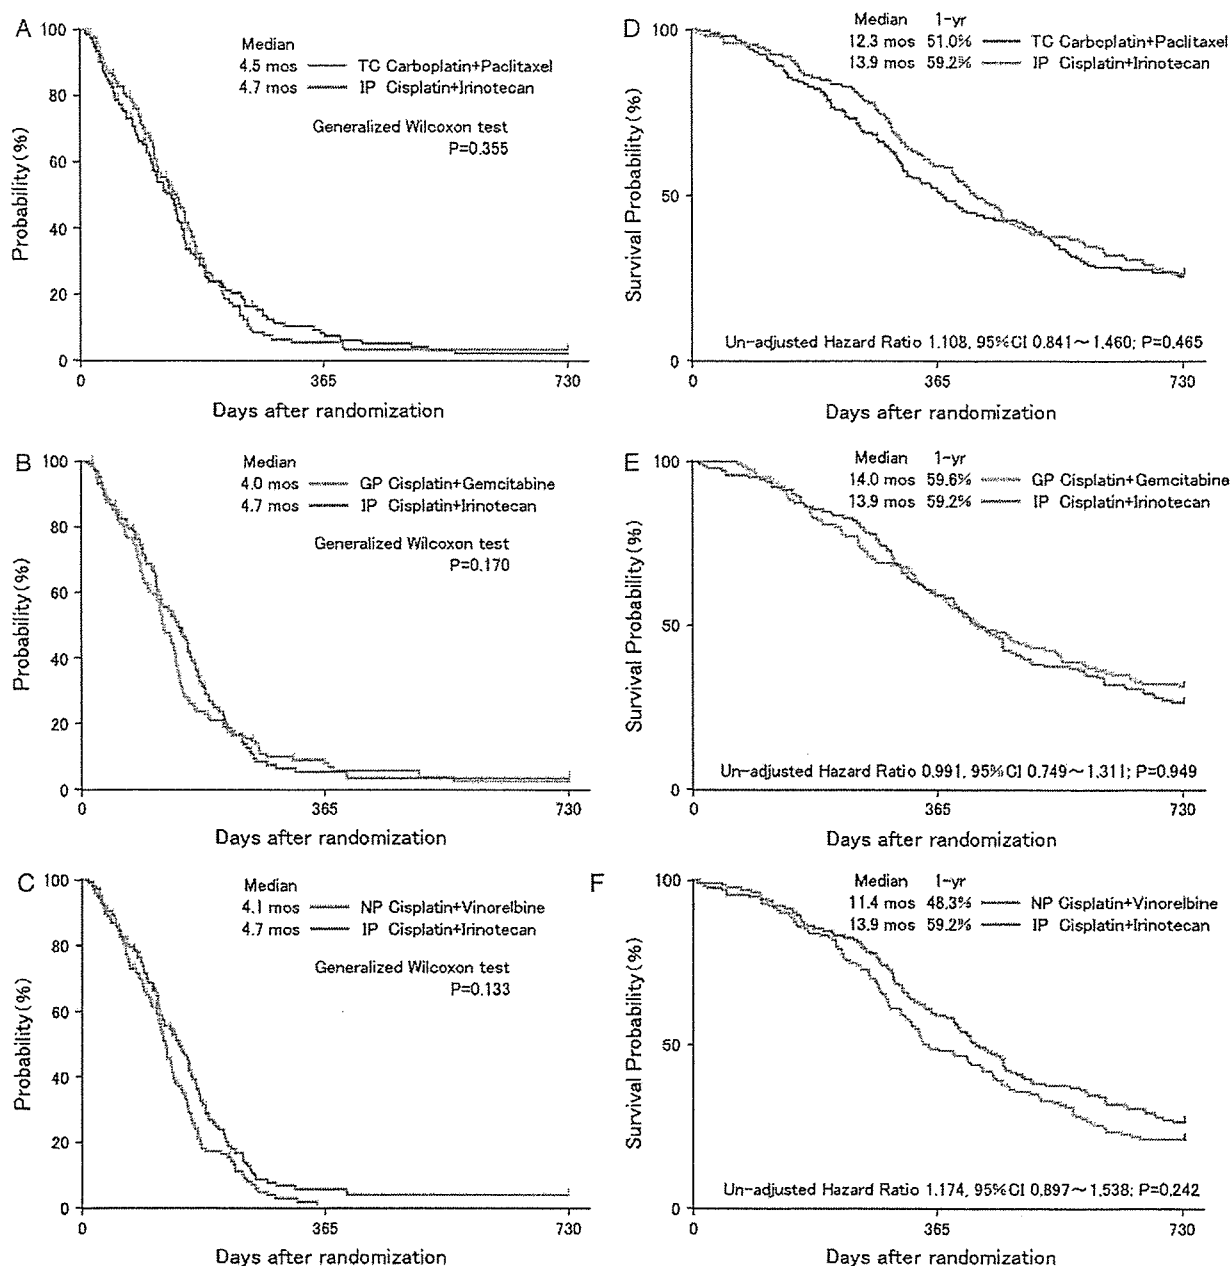 A
100
80
60
40
20
0
Probability (%)
Median
4.5 mos TC Carboplatin+Paclitaxel
4.7 mos IP Cisplatin+Irinotecan
Generalized Wilcoxon test
P=0.355
0 365 730
Days after randomization
D
100
50
0
Survival Probability (%)
Median 1-yr
12.3 mos 51.0% TC Carboplatin+Paclitaxel
13.9 mos 59.2% IP Cisplatin+Irinotecan
Un-adjusted Hazard Ratio 1.108, 95%CI 0.841~1.460; P=0.465
0 365 730
Days after randomization
B
100
80
60
40
20
0
Probability (%)
Median
4.0 mos GP Cisplatin+Gemcitabine
4.7 mos IP Cisplatin+Irinotecan
Generalized Wilcoxon test
P=0.170
0 365 730
Days after randomization
E
100
50
0
Survival Probability (%)
Median 1-yr
14.0 mos 59.6% GP Cisplatin+Gemcitabine
13.9 mos 59.2% IP Cisplatin+Irinotecan
Un-adjusted Hazard Ratio 0.991, 95%CI 0.749~1.311; P=0.949
0 365 730
Days after randomization
C
100
80
60
40
20
0
Probability (%)
Median
4.1 mos NP Cisplatin+Vinorelbine
4.7 mos IP Cisplatin+Irinotecan
Generalized Wilcoxon test
P=0.133
0 365 730
Days after randomization
F
100
50
0
Survival Probability (%)
Median 1-yr
11.4 mos 48.3% NP Cisplatin+Vinorelbine
13.9 mos 59.2% IP Cisplatin+Irinotecan
Un-adjusted Hazard Ratio 1.174, 95%CI 0.897~1.538; P=0.242
0 365 730
Days after randomization